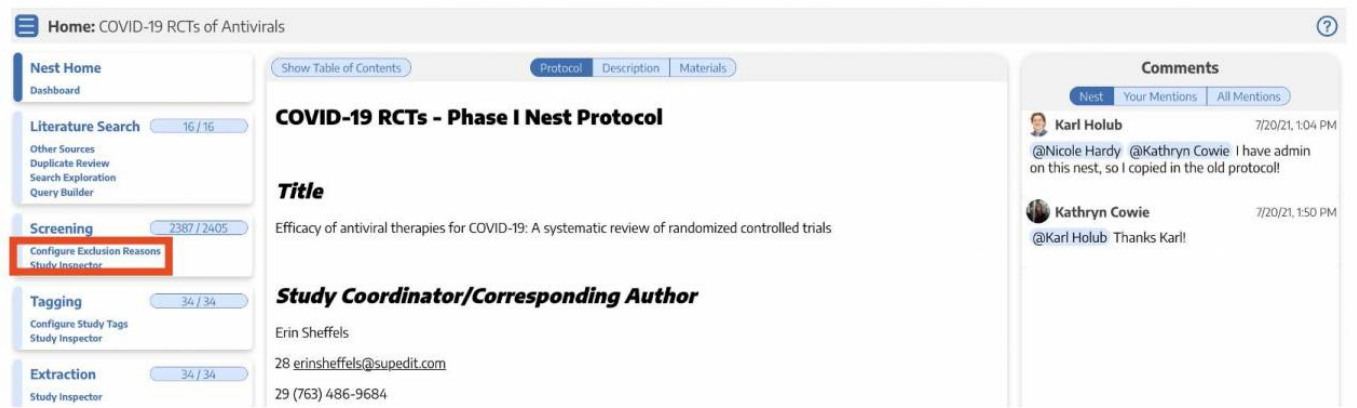 Home: COVID-19 RCTs of Antivirals
?
Nest Home
Dashboard
Literature Search 16 / 16
Other Sources
Duplicate Review
Search Exploration
Query Builder
Screening 2387 / 2405
Configure Exclusion Reasons
Study Inspector
Tagging 34 / 34
Configure Study Tags
Study Inspector
Extraction 34 / 34
Study Inspector
Show Table of Contents
Protocol Description Materials
COVID-19 RCTs - Phase I Nest Protocol
Title
Efficacy of antiviral therapies for COVID-19: A systematic review of randomized controlled trials
Study Coordinator/Corresponding Author
Erin Sheffels
28 erinsheffels@supedit.com
29 (763) 486-9684
Comments
Nest Your Mentions All Mentions
Karl Holub 7/20/21, 1:04 PM
@Nicole Hardy @Kathryn Cowie I have admin
on this nest, so I copied in the old protocol!
Kathryn Cowie 7/20/21, 1:50 PM
@Karl Holub Thanks Karl!